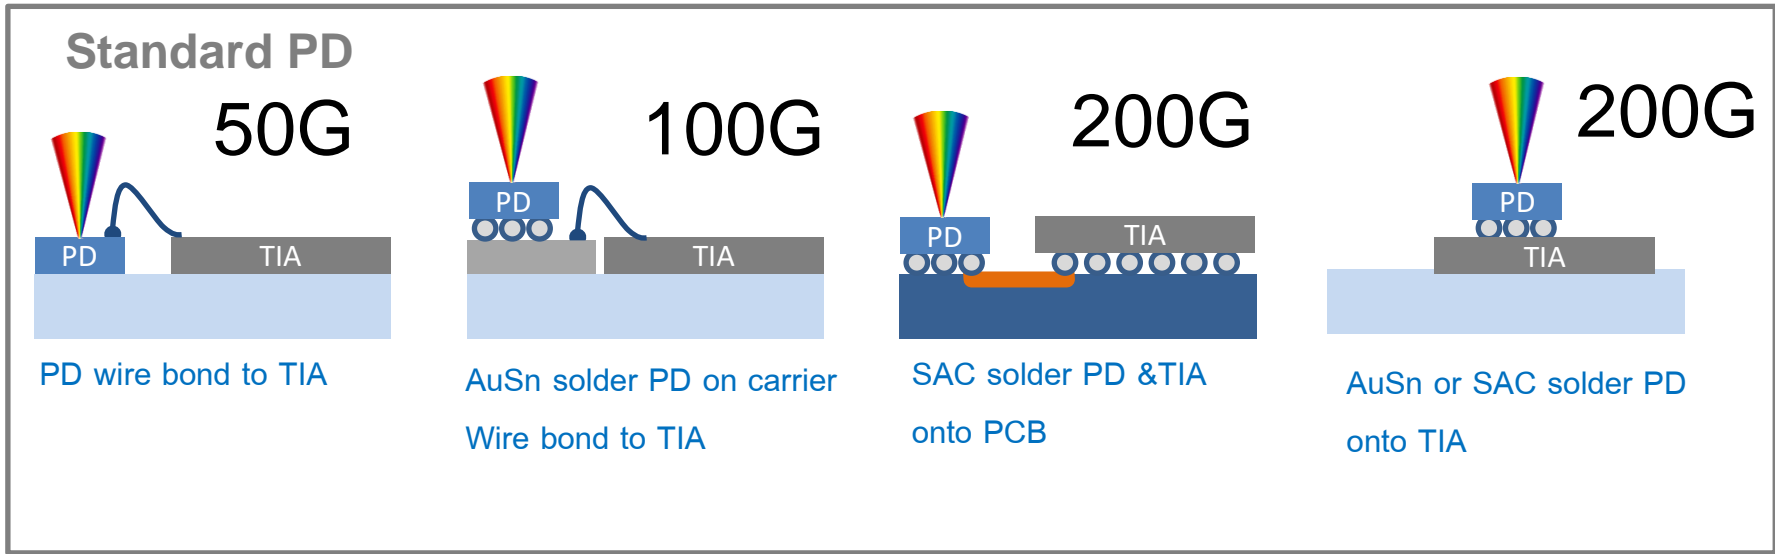 Standard PD
50G
PD
TIA
PD wire bond to TIA
100G
PD
TIA
AuSn solder PD on carrier
Wire bond to TIA
200G
PD
TIA
SAC solder PD &TIA
onto PCB
200G
PD
TIA
AuSn or SAC solder PD
onto TIA